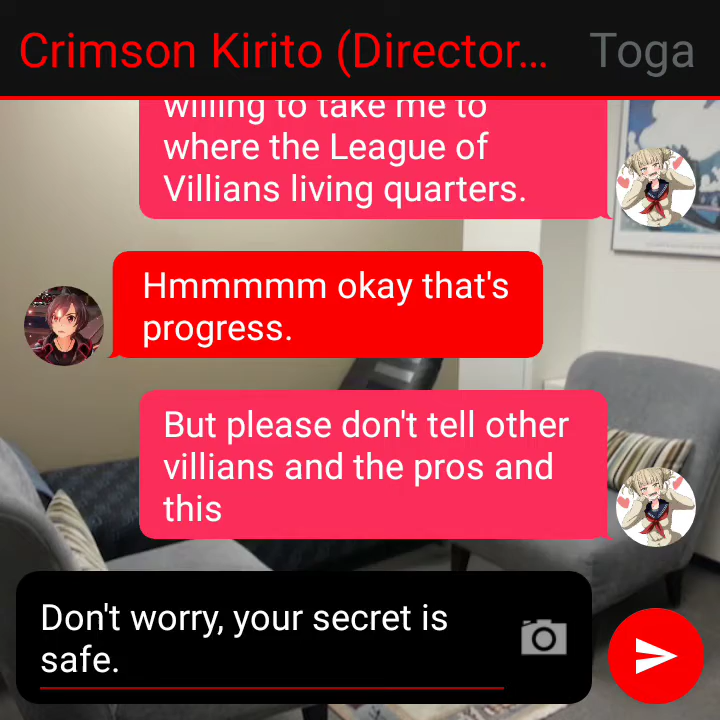 Crimson Kirito (Director... Toga
willing to take me to
where the League of
Villians living quarters.
Hmmmmm okay that's
progress.
But please don't tell other
villians and the pros and
this
Don't worry, your secret is
safe.